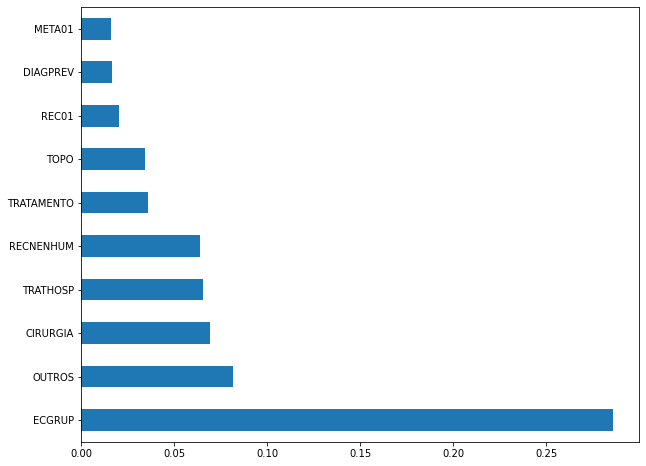 META01
DIAGPREV
REC01
TOPO
TRATAMENTO
RECNENHUM
TRATHOSP
CIRURGIA
OUTROS
ECGRUP
0.00 0.05 0.10 0.15 0.20 0.25